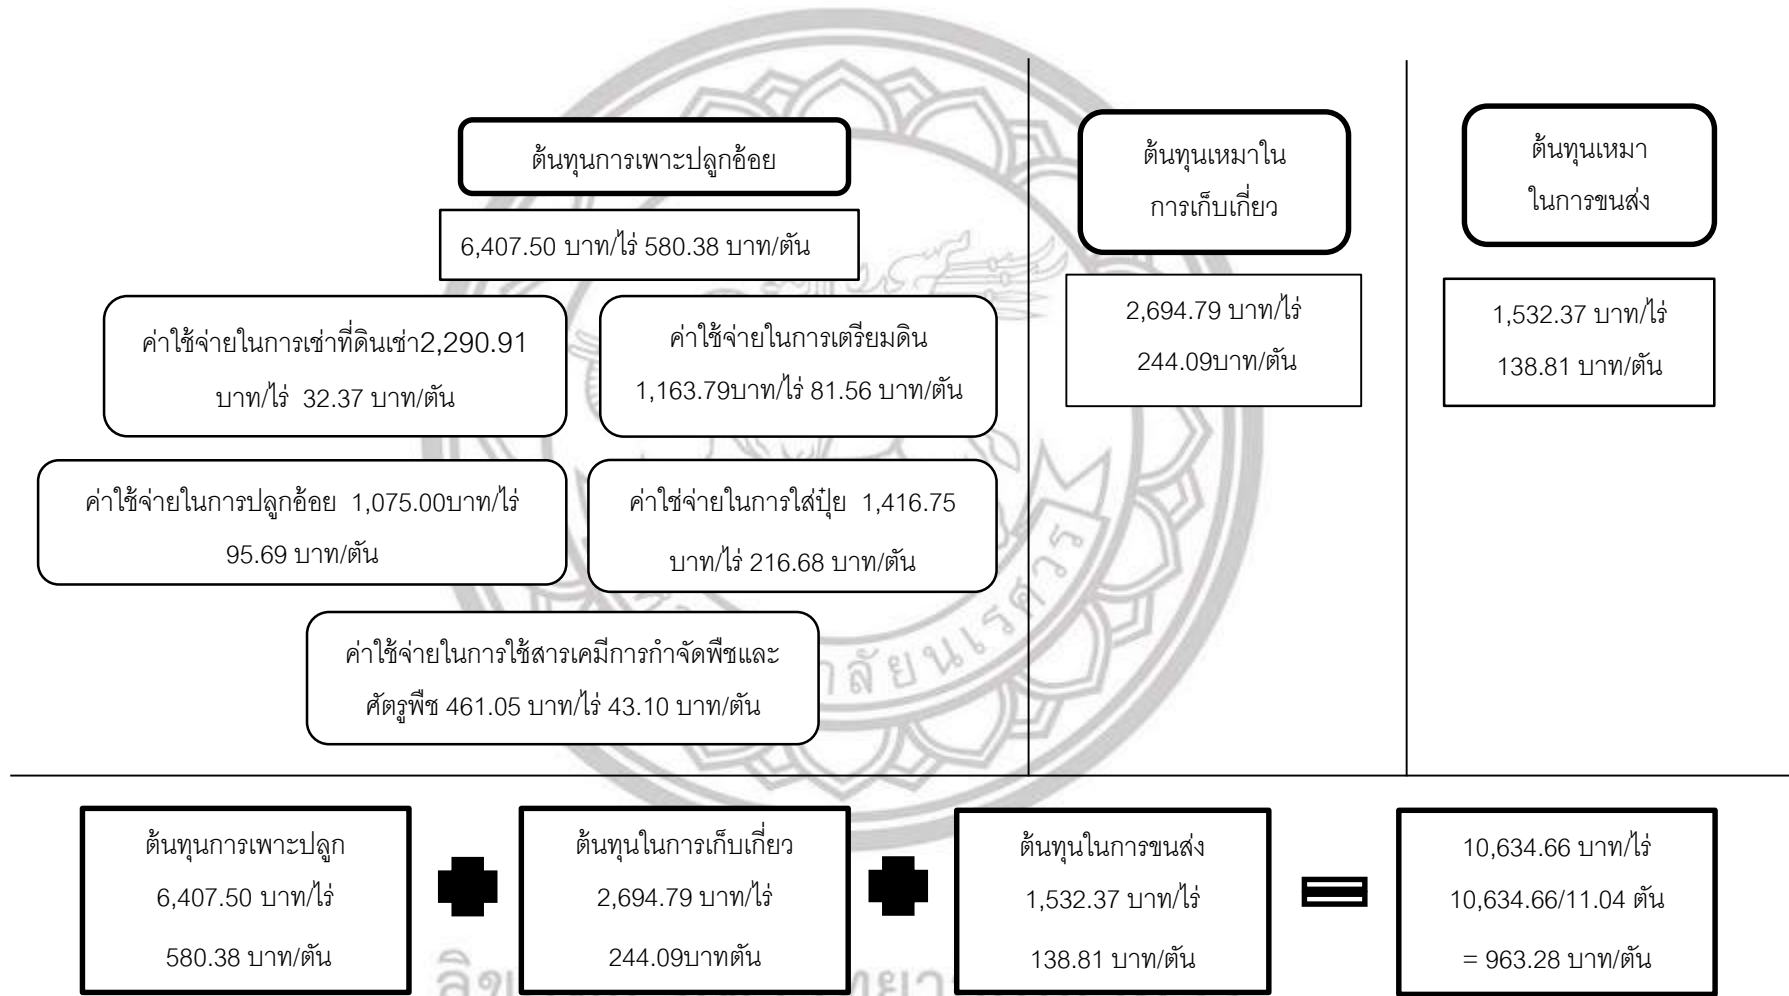 ต้นทุนการเพาะปลูกอ้อย
6,407.50 บาท/ไร่ 580.38 บาท/ตัน
ค่าใช้จ่ายในการเช่าที่ดินเช่า2,290.91
บาท/ไร่ 32.37 บาท/ตัน
ค่าใช้จ่ายในการเตรียมดิน
1,163.79บาท/ไร่ 81.56 บาท/ตัน
ค่าใช้จ่ายในการปลูกอ้อย 1,075.00บาท/ไร่
95.69 บาท/ตัน
ค่าใช่จ่ายในการใส่ปุ๋ย 1,416.75
บาท/ไร่ 216.68 บาท/ตัน
ค่าใช้จ่ายในการใช้สารเคมีการกำจัดพืชและ
ศัตรูพืช 461.05 บาท/ไร่ 43.10 บาท/ตัน
ต้นทุนเหมาใน
การเก็บเกี่ยว
2,694.79 บาท/ไร่
244.09บาท/ตัน
ต้นทุนเหมา
ในการขนส่ง
1,532.37 บาท/ไร่
138.81 บาท/ตัน
ต้นทุนการเพาะปลูก
6,407.50 บาท/ไร่
580.38 บาท/ตัน
ต้นทุนในการเก็บเกี่ยว
2,694.79 บาท/ไร่
244.09บาทตัน
ต้นทุนในการขนส่ง
1,532.37 บาท/ไร่
138.81 บาท/ตัน
10,634.66 บาท/ไร่
10,634.66/11.04 ตัน
= 963.28 บาท/ตัน